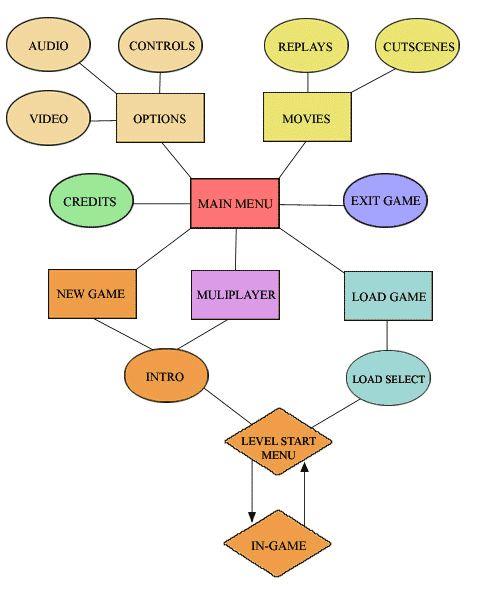 AUDIO
CONTROLS
REPLAYS
CUTSCENES
VIDEO
OPTIONS
MOVIES
CREDITS
MAIN MENU
EXIT GAME
NEW GAME
MULIPLAYER
LOAD GAME
INTRO
LOAD SELECT
LEVEL START
MENU
IN-GAME